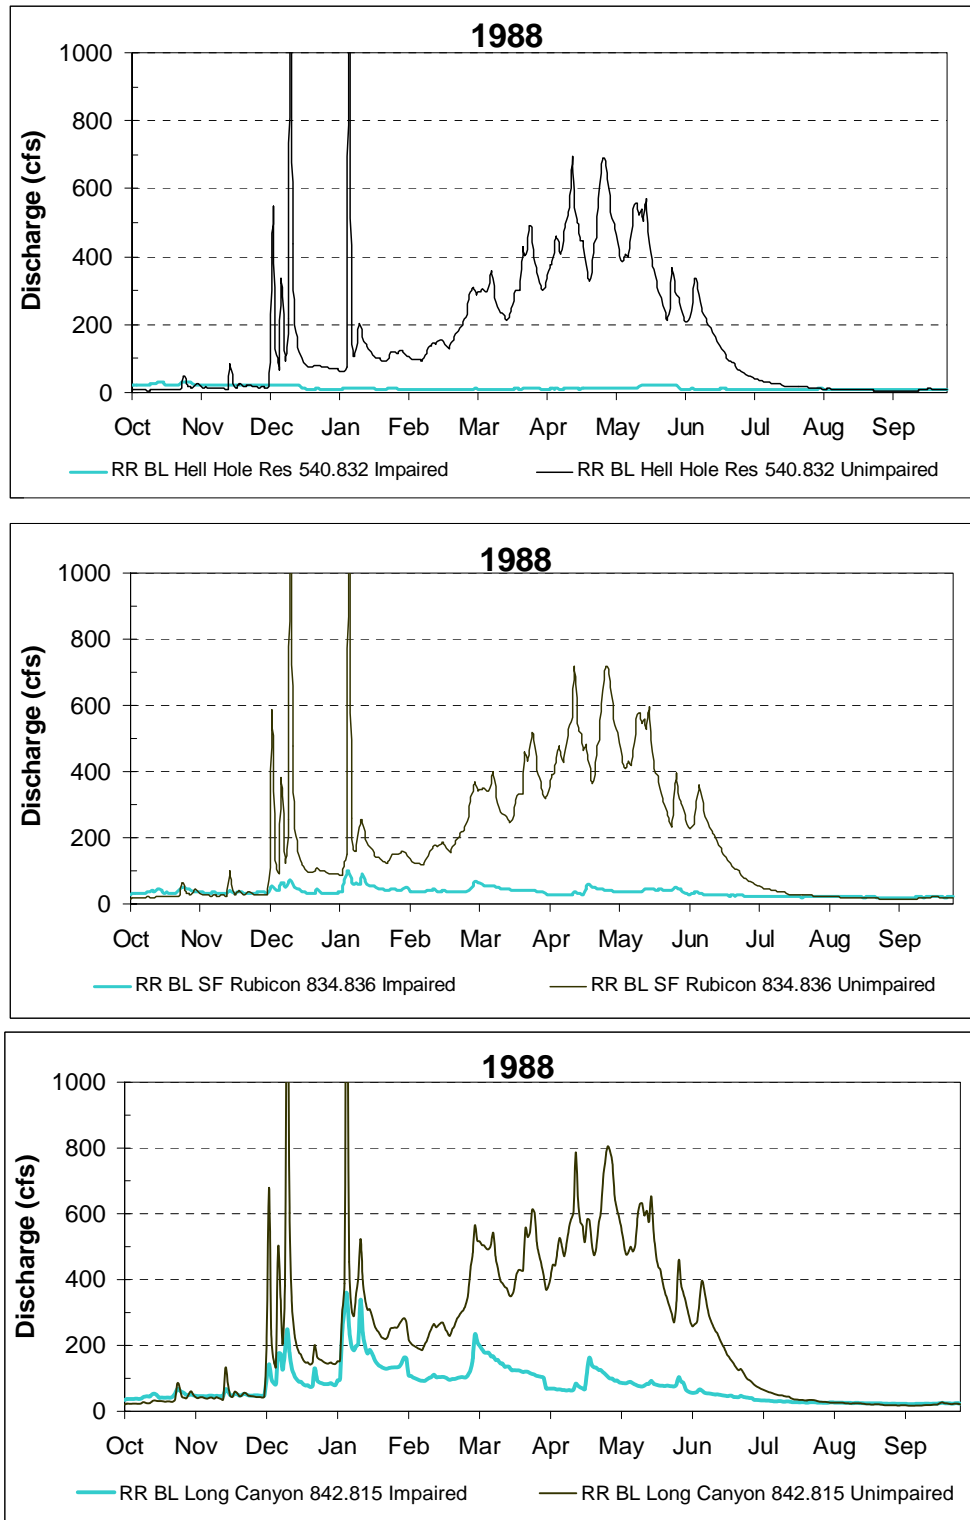 1988
1000
800
600
400
200
0
Discharge (cfs)
Oct Nov Dec Jan Feb Mar Apr May Jun Jul Aug Sep
RR BL Hell Hole Res 540.832 Impaired RR BL Hell Hole Res 540.832 Unimpaired
1988
1000
800
600
400
200
0
Discharge (cfs)
Oct Nov Dec Jan Feb Mar Apr May Jun Jul Aug Sep
RR BL SF Rubicon 834.836 Impaired RR BL SF Rubicon 834.836 Unimpaired
1988
1000
800
600
400
200
0
Discharge (cfs)
Oct Nov Dec Jan Feb Mar Apr May Jun Jul Aug Sep
RR BL Long Canyon 842.815 Impaired RR BL Long Canyon 842.815 Unimpaired